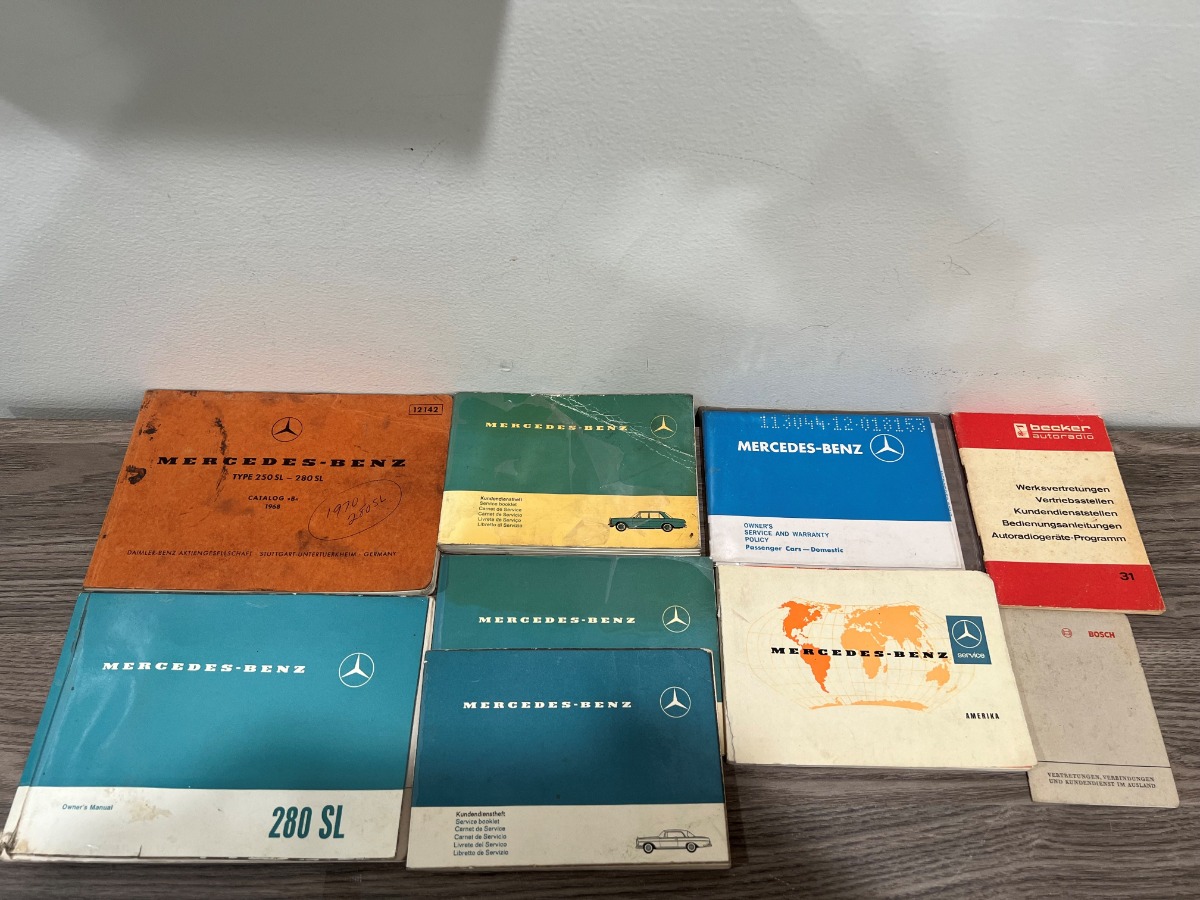 12142
MERCEDES-BENZ
TYPE 250 SL - 280 SL
CATALOG »B«
1968
1970
280SL
DAIMLER-BENZ AKTIENGESELLSCHAFT · STUTTGART-UNTERTUERKHEIM · GERMANY
MERCEDES-BENZ
Kundendienstheft
Service booklet
Carnet de Service
Carnet de Servicio
Livrete de Serviço
Libretto di Servizio
113044-12-018153
MERCEDES-BENZ
OWNER'S
SERVICE AND WARRANTY
POLICY
Passenger Cars—Domestic
becker
autoradio
Werksvertretungen
Vertriebsstellen
Kundendienststellen
Bedienungsanleitungen
Autoradiogeräte-Programm
31
MERCEDES-BENZ
Owner's Manual
280 SL
MERCEDES-BENZ
MERCEDES-BENZ
Kundendienstheft
Service booklet
Carnet de Service
Carnet de Servicio
Livrete del Servico
Libretto de Servizio
MERCEDES-BENZ
service
AMERIKA
BOSCH
VERTRETUNGEN, VERBINDUNGEN
UND KUNDENDIENST IM AUSLAND